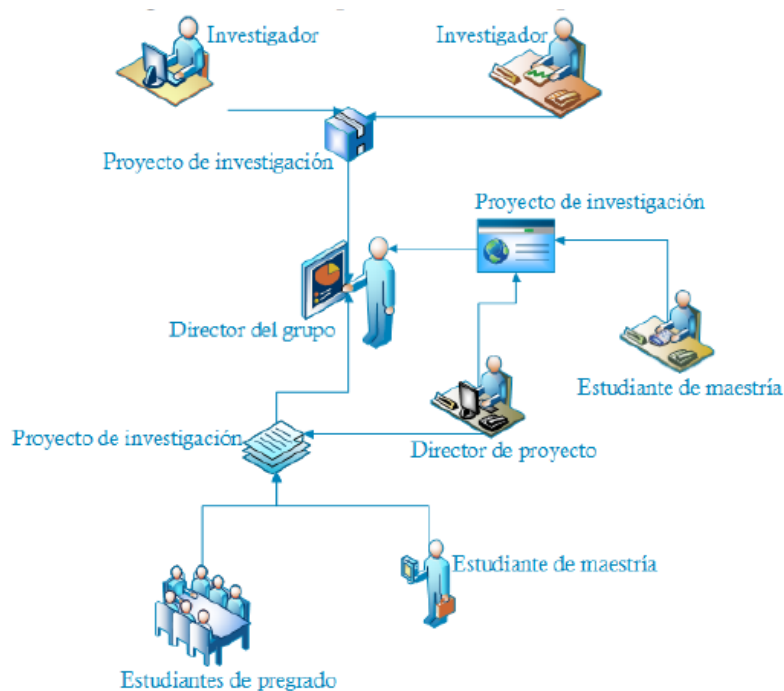 Investigador
Investigador
Proyecto de investigación
Proyecto de investigación
Director del grupo
Estudiante de maestría
Proyecto de investigación
Director de proyecto
Estudiante de maestría
Estudiantes de pregrado